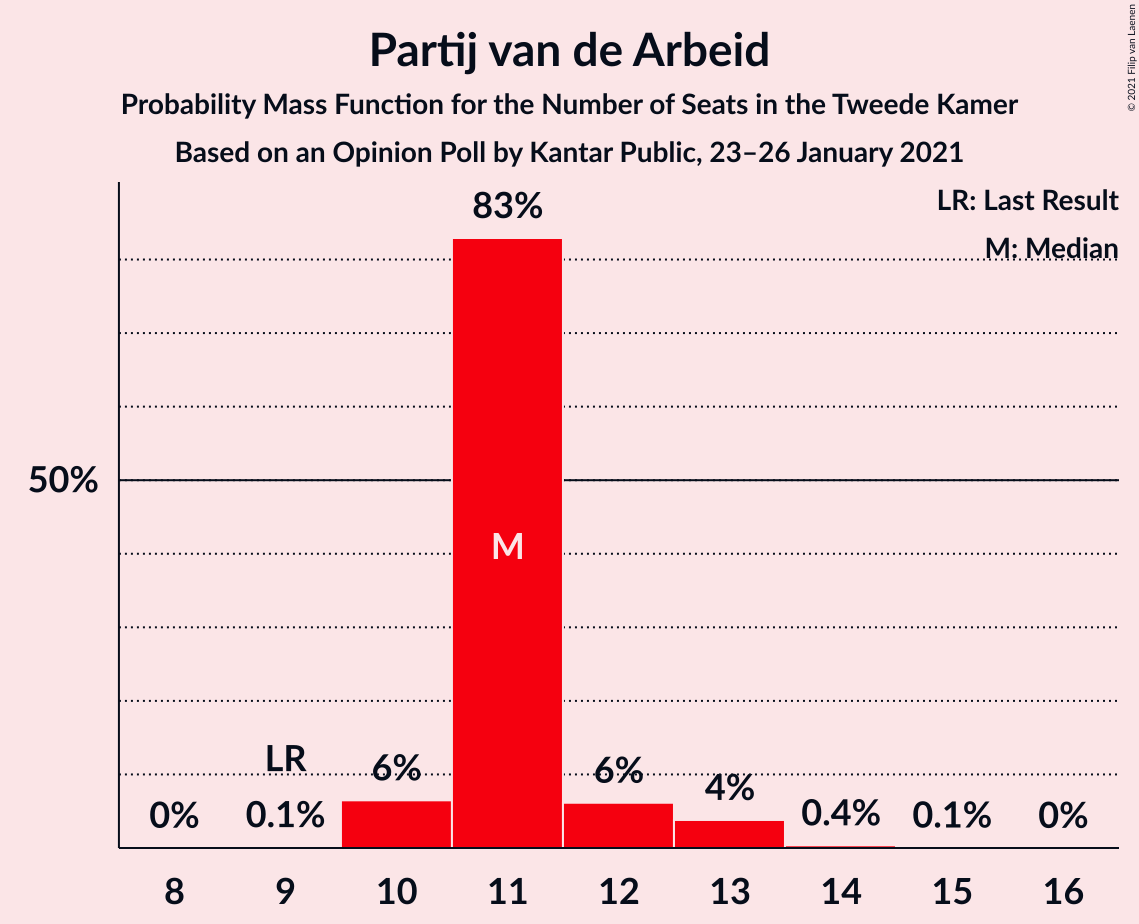 Partij van de Arbeid
Probability Mass Function for the Number of Seats in the Tweede Kamer
Based on an Opinion Poll by Kantar Public, 23–26 January 2021
© 2021 Filip van Laenen
LR: Last Result
M: Median
83%
50%
M
LR
0%
0.1%
6%
6%
4%
0.4%
0.1%
0%
8 9 10 11 12 13 14 15 16